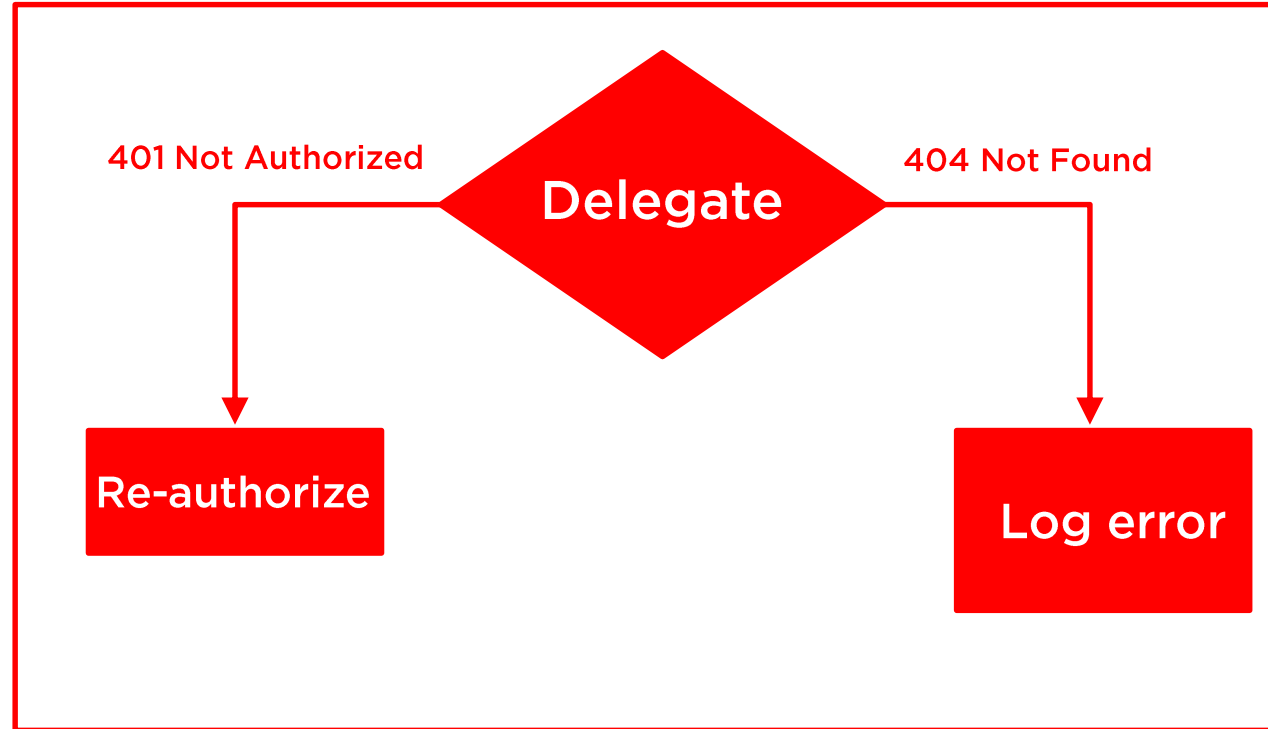 401 Not Authorized
404 Not Found
Delegate
Re-authorize
Log error